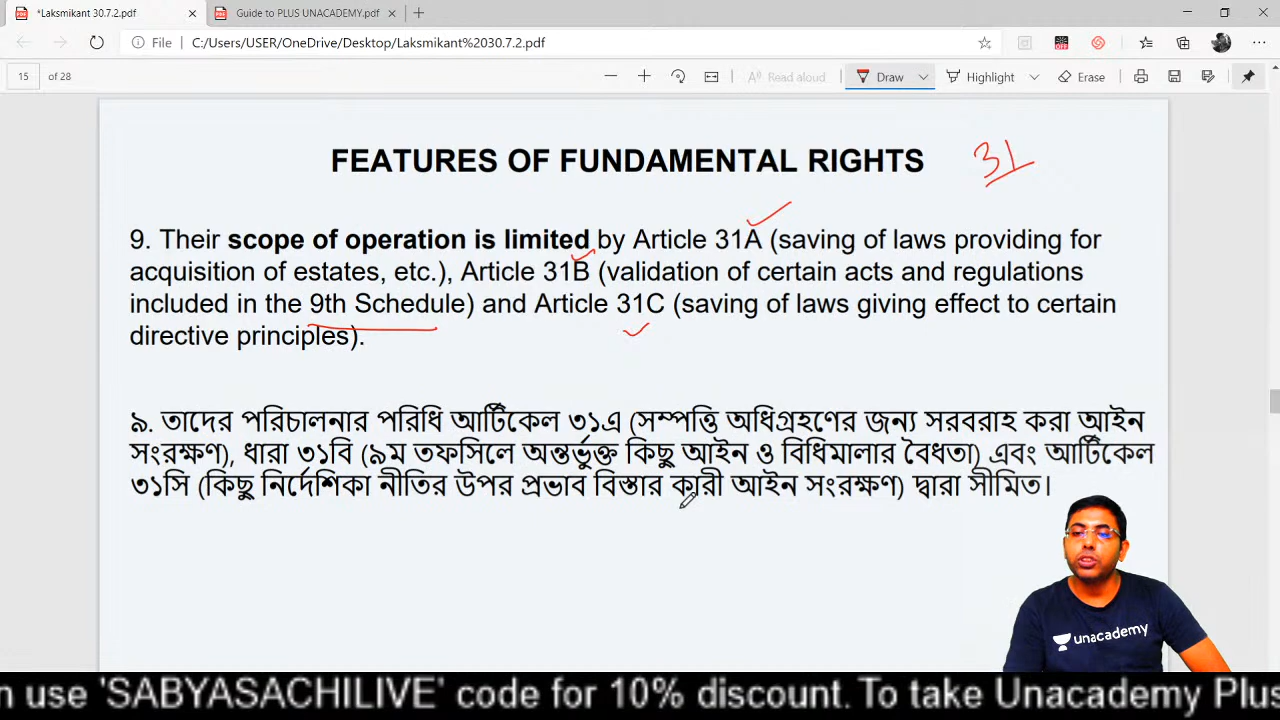 *Laksmikant 30.7.2.pdf
Guide to PLUS UNACADEMY.pdf
File
C:/Users/USER/OneDrive/Desktop/Laksmikant%2030.7.2.pdf
15 of 28
Read aloud
Draw
Highlight
Erase
FEATURES OF FUNDAMENTAL RIGHTS
31
9. Their scope of operation is limited by Article 31A (saving of laws providing for
acquisition of estates, etc.), Article 31B (validation of certain acts and regulations
included in the 9th Schedule) and Article 31C (saving of laws giving effect to certain
directive principles).
৯. তাদের পরিচালনার পরিধি আর্টিকেল ৩১এ (সম্পত্তি অধিগ্রহণের জন্য সরবরাহ করা আইন
সংরক্ষণ), ধারা ৩১বি (৯ম তফসিলে অন্তর্ভুক্ত কিছু আইন ও বিধিমালার বৈধতা) এবং আর্টিকেল
৩১সি (কিছু নির্দেশিকা নীতির উপর প্রভাব বিস্তার কারী আইন সংরক্ষণ) দ্বারা সীমিত।
unacademy
n use 'SABYASACHILIVE' code for 10% discount. To take Unacademy Plus